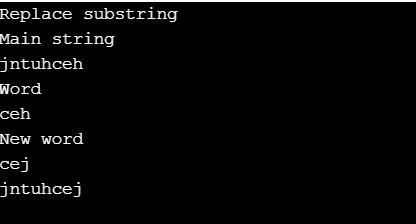 Replace substring
Main string
jntuhceh
Word
ceh
New word
cej
jntuhcej